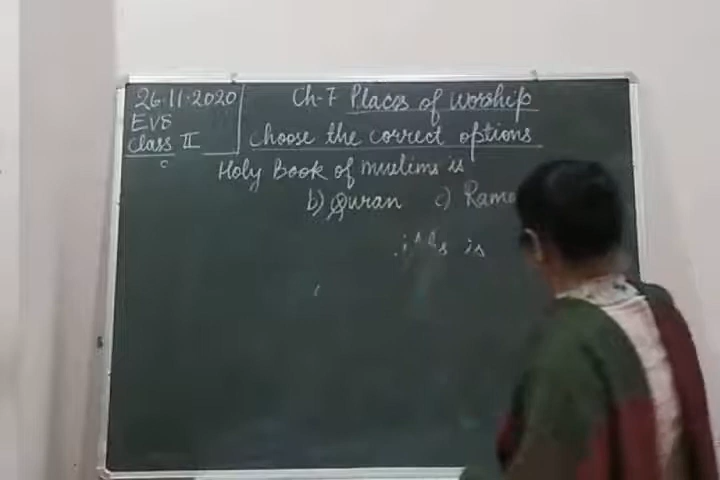 26.11.2020
EVS
Class II
C
Ch-7 Places of Worship
choose the correct options
Holy Book of muslims is
b) Quran c) Rama
is